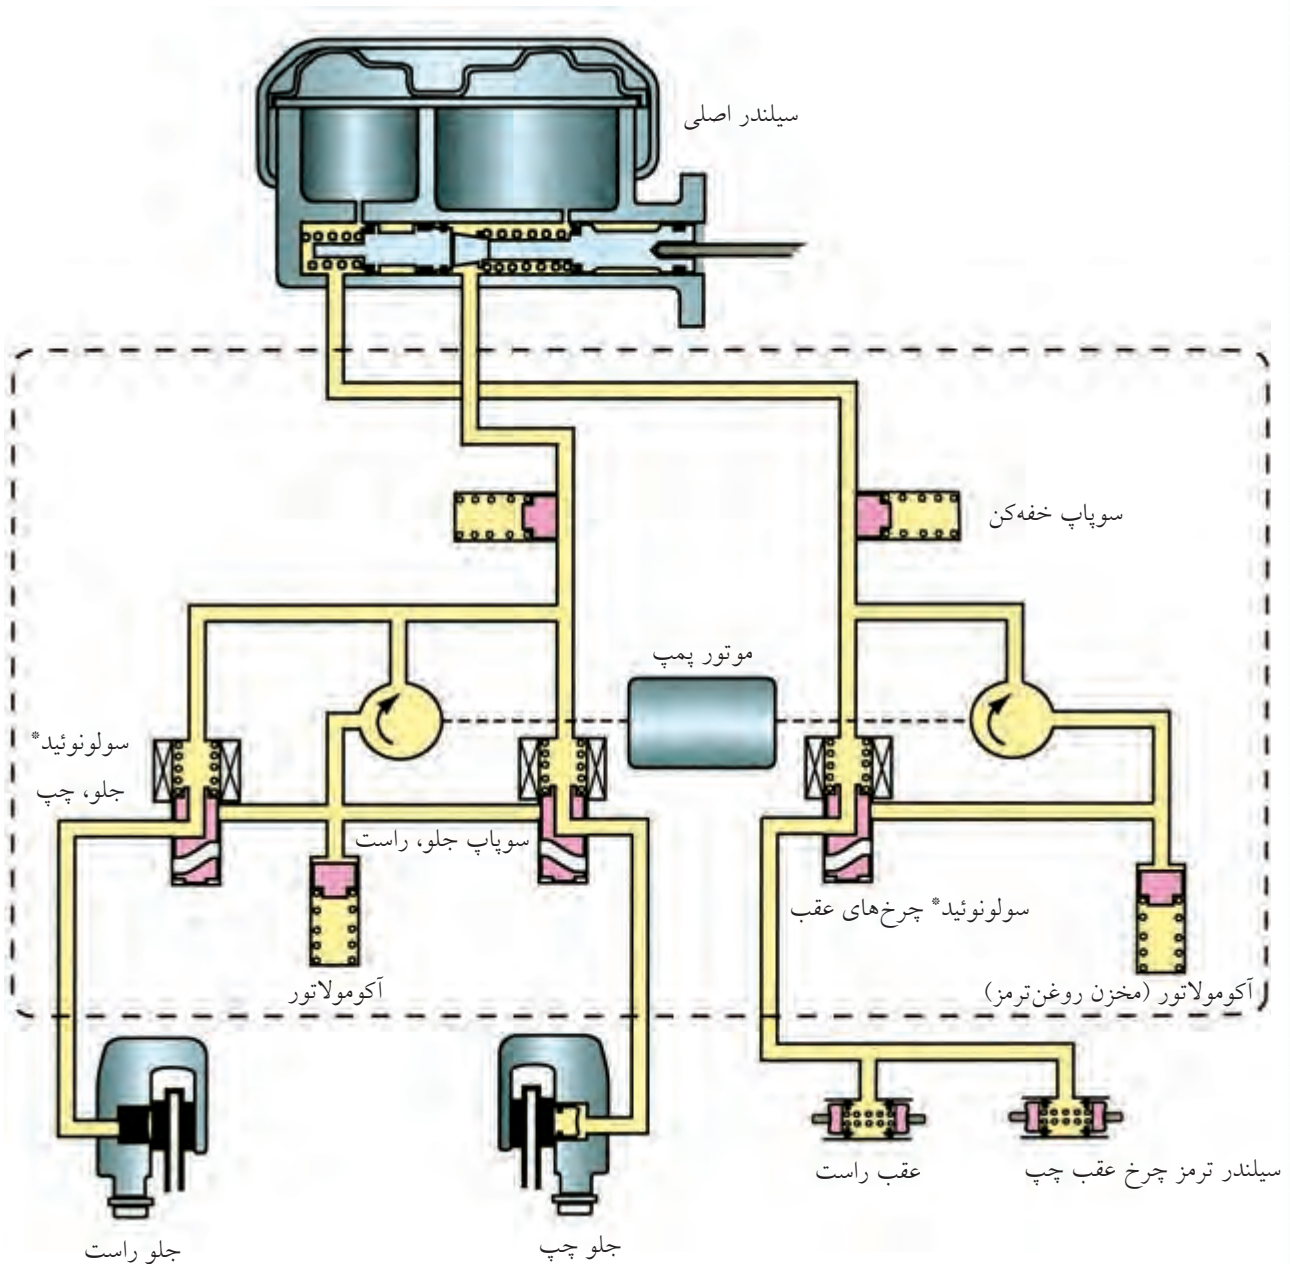 سیلندر اصلی
سوپاپ خفه‌کن
موتور پمپ
سولونوئید*
جلو، چپ
سوپاپ جلو، راست
سولونوئید* چرخ‌های عقب
آکومولاتور
آکومولاتور (مخزن روغن‌ترمز)
سیلندر ترمز چرخ عقب چپ
عقب راست
جلو چپ
جلو راست